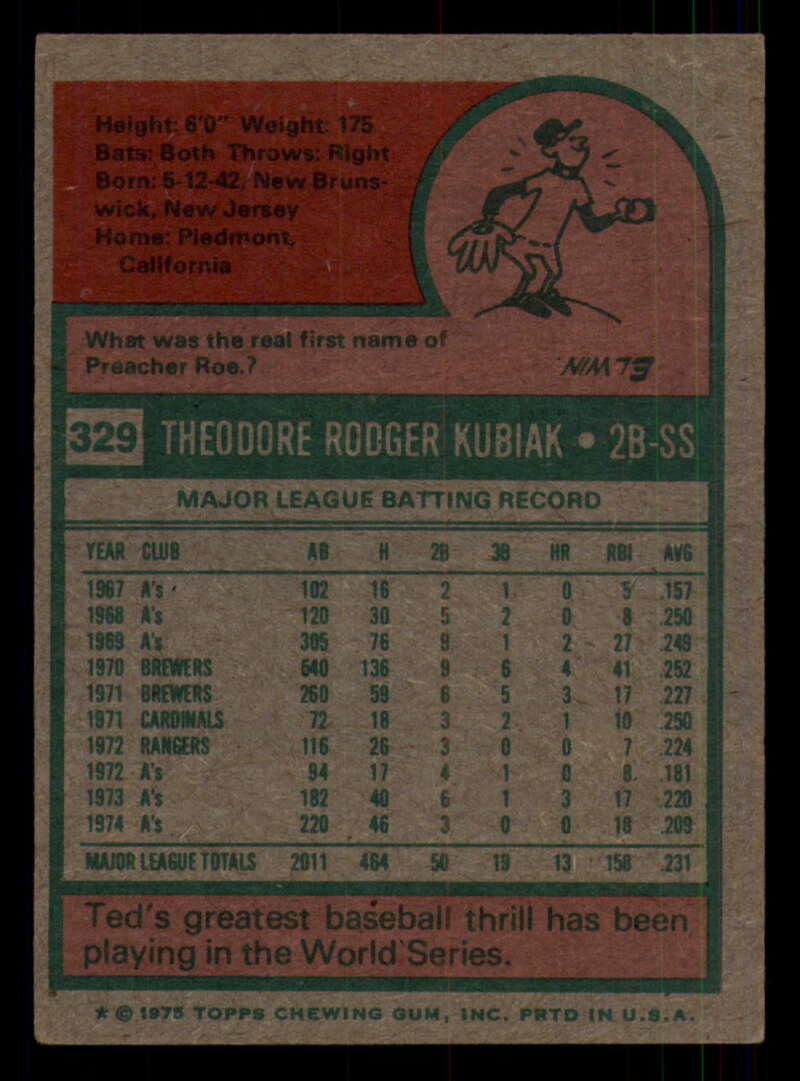 Height: 6'0" Weight: 175
Bats: Both Throws: Right
Born: 5-12-42, New Bruns-
wick, New Jersey
Home: Piedmont,
California
What was the real first name of
Preacher Roe.?
ELWIN
329 THEODORE RODGER KUBIAK • 2B-SS
MAJOR LEAGUE BATTING RECORD
YEAR CLUB AB H 2B 3B HR RBI AVG
1967 A's 102 16 2 1 0 5 .157
1968 A's 120 30 5 2 0 8 .250
1969 A's 305 76 9 1 2 27 .249
1970 BREWERS 540 136 9 6 4 41 .252
1971 BREWERS 260 59 6 5 3 17 .227
1971 CARDINALS 72 18 3 2 1 10 .250
1972 RANGERS 116 26 3 0 0 7 .224
1972 A's 94 17 4 1 0 8 .181
1973 A's 182 40 6 1 3 17 .220
1974 A's 220 46 3 0 0 18 .209
MAJOR LEAGUE TOTALS 2011 464 50 19 13 158 .231
Ted's greatest baseball thrill has been
playing in the World Series.
* © 1975 TOPPS CHEWING GUM, INC. PRTD IN U.S.A.